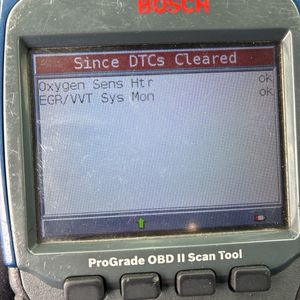 BOSCH
Since DTCs Cleared
Oxygen Sens Htr ok
EGR/VVT Sys Mon ok
ProGrade OBD II Scan Tool